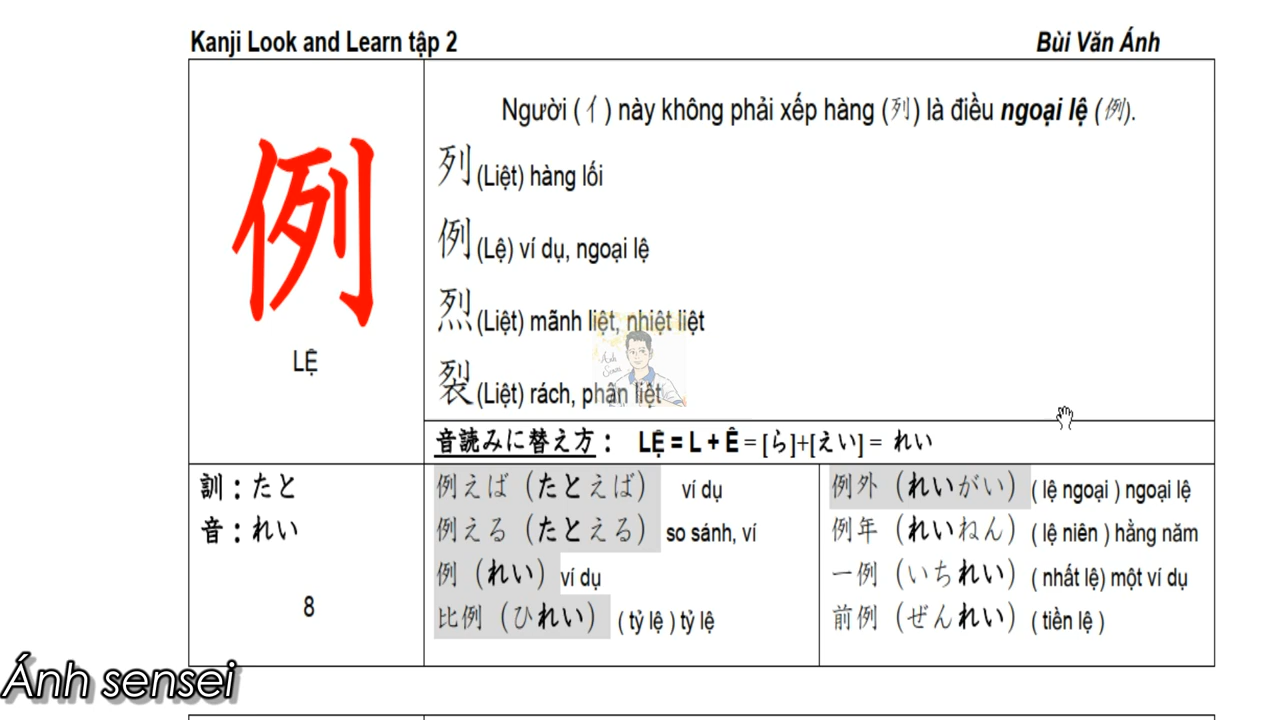 Kanji Look and Learn tập 2
Bùi Văn Ánh
例
LỆ
Người (亻) này không phải xếp hàng (列) là điều ngoại lệ (例).
列 (Liệt) hàng lối
例 (Lệ) ví dụ, ngoại lệ
烈 (Liệt) mãnh liệt, nhiệt liệt
裂 (Liệt) rách, phân liệt
Ánh
Sensei
音読みに替え方： LỆ = L + Ê = [ら]+[えい] = れい
訓：たと
音：れい
8
例えば（たとえば） ví dụ
例える（たとえる） so sánh, ví
例（れい） ví dụ
比例（ひれい） ( tỷ lệ ) tỷ lệ
例外（れいがい） ( lệ ngoại ) ngoại lệ
例年（れいねん） ( lệ niên ) hằng năm
一例（いちれい） ( nhất lệ) một ví dụ
前例（ぜんれい） ( tiền lệ )
Ánh sensei